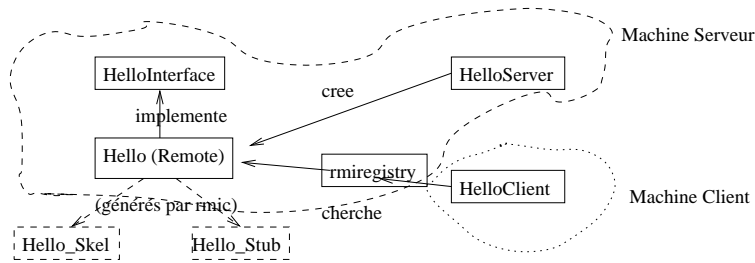 Machine Serveur
HelloInterface
HelloServer
cree
implemente
Hello (Remote)
rmiregistry
HelloClient
Machine Client
(générés par rmic)
cherche
Hello_Skel
Hello_Stub